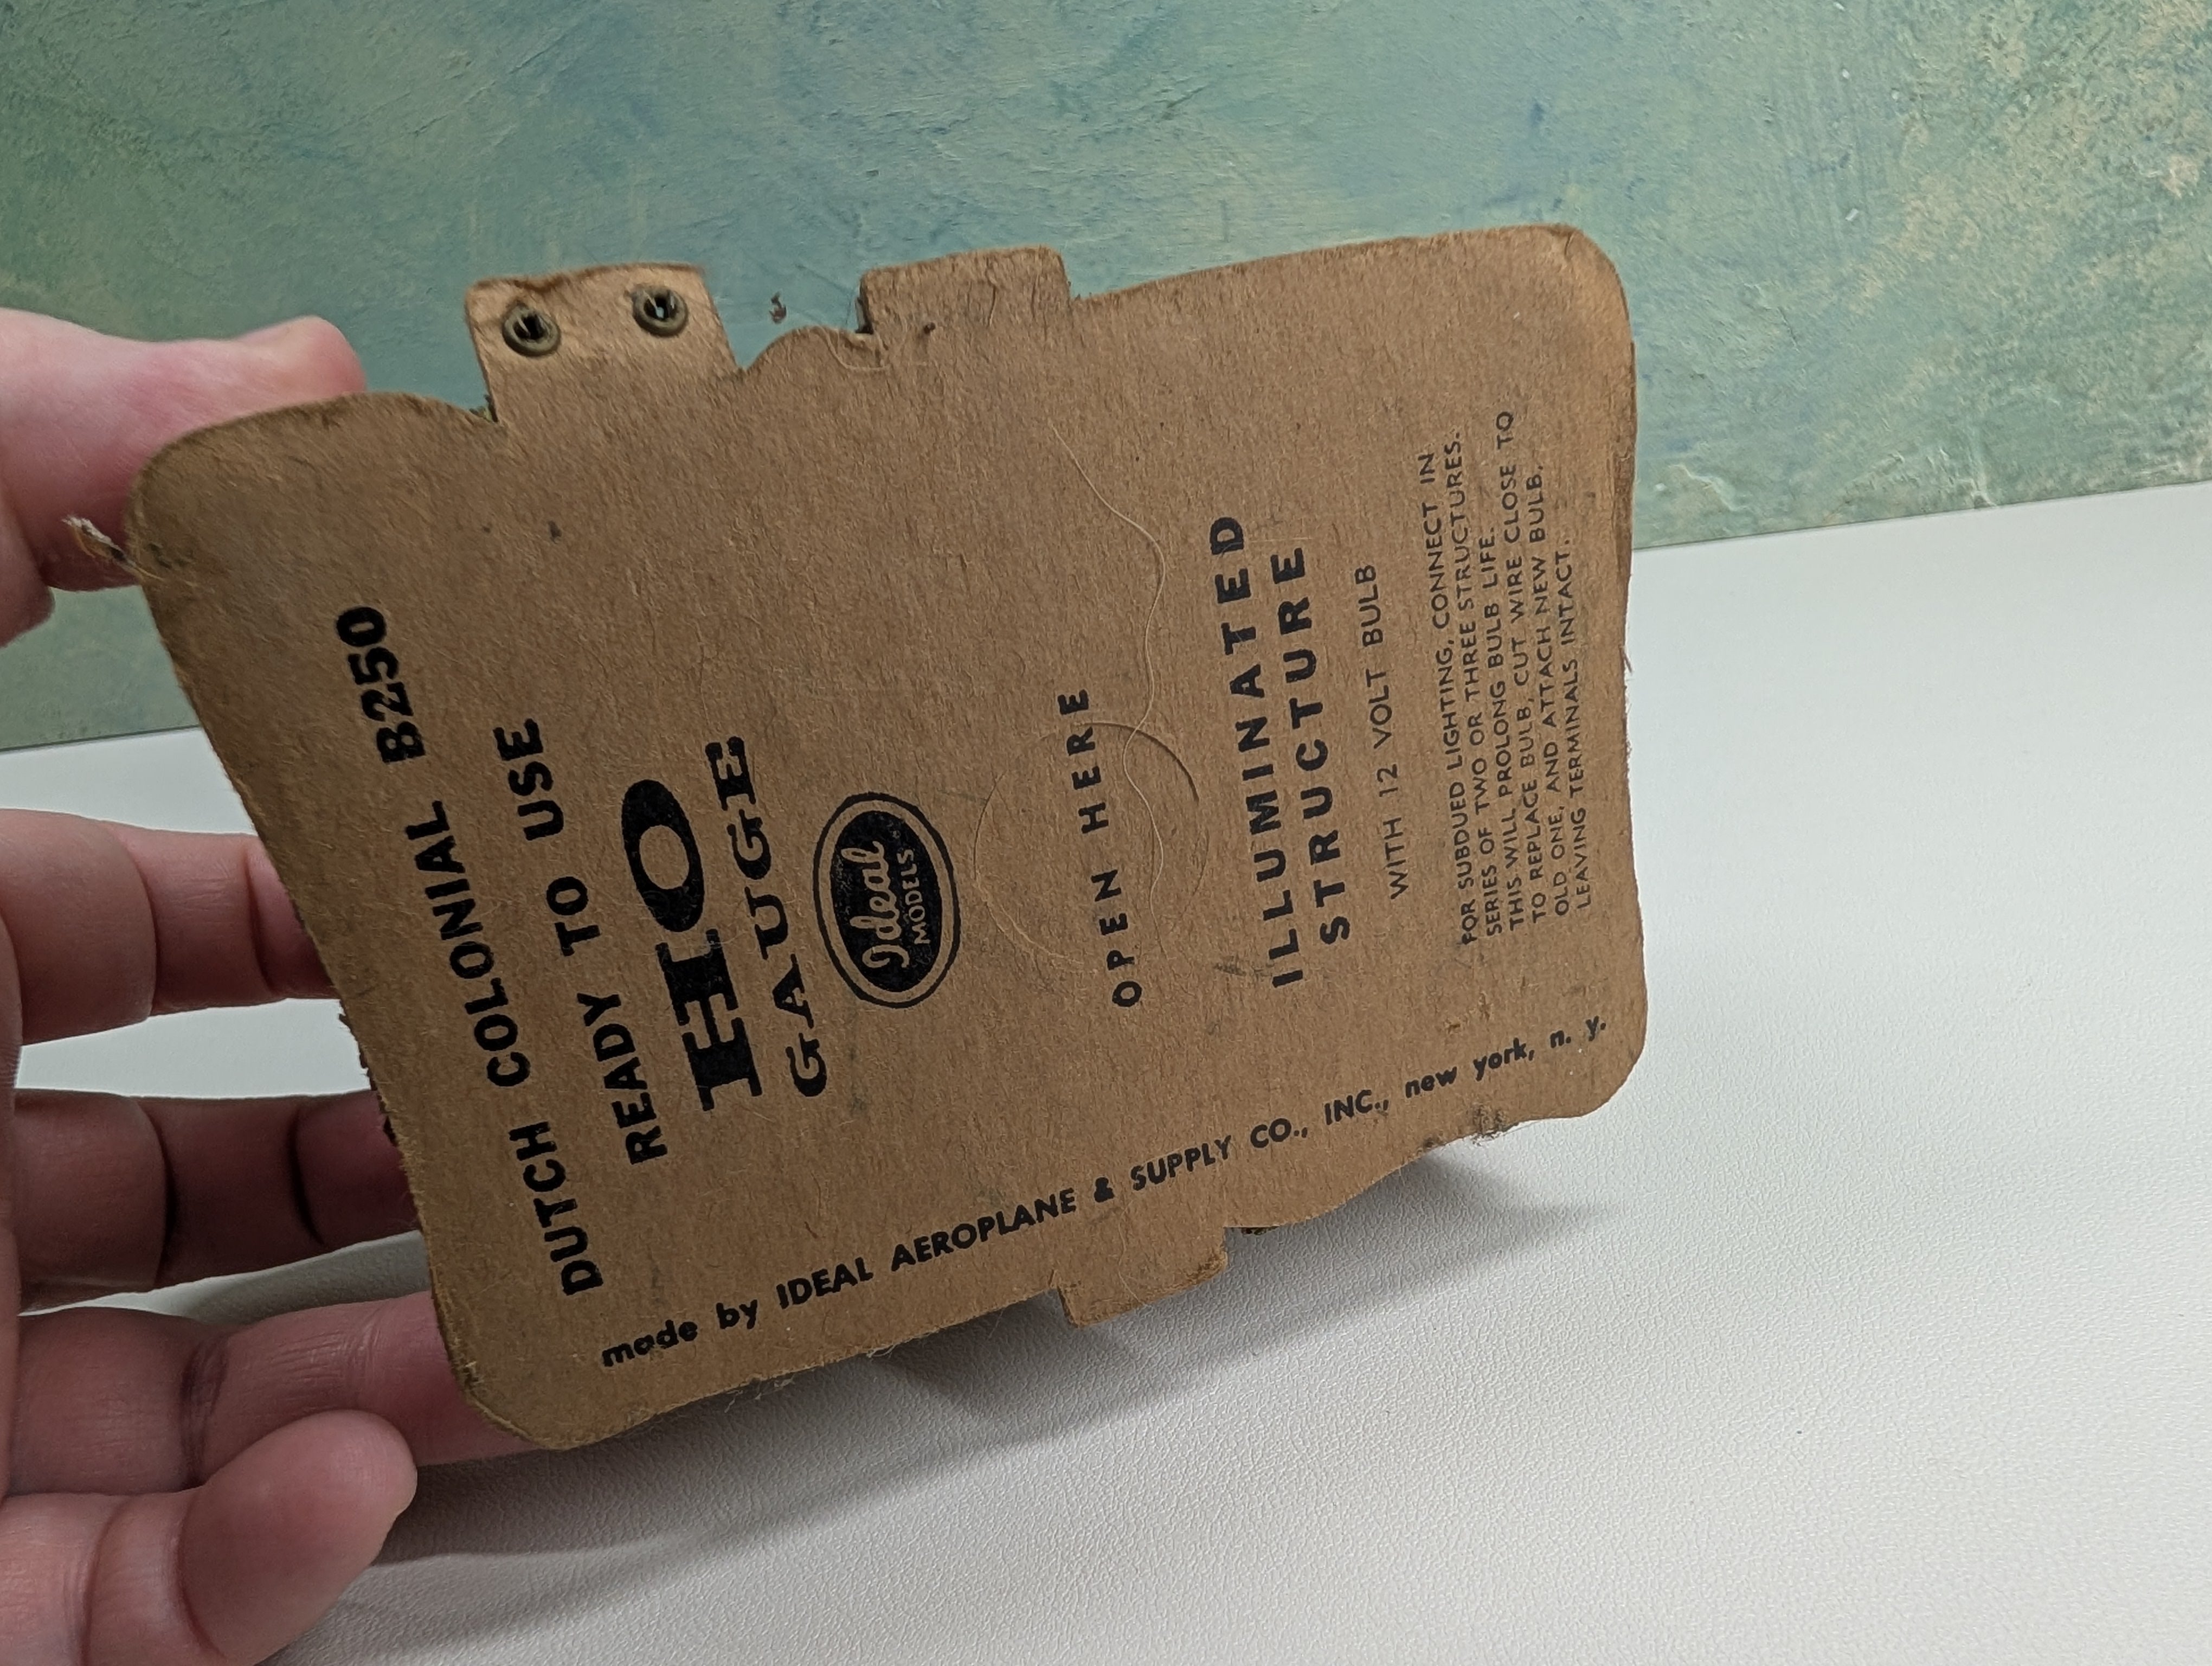 DUTCH COLONIAL B250
READY TO USE
HO
GAUGE
Ideal
MODELS
OPEN HERE
ILLUMINATED
STRUCTURE
WITH 12 VOLT BULB
FOR SUBDUED LIGHTING, CONNECT IN
SERIES OF TWO OR THREE STRUCTURES.
THIS WILL PROLONG BULB LIFE.
TO REPLACE BULB, CUT WIRE CLOSE TO
OLD ONE, AND ATTACH NEW BULB,
LEAVING TERMINALS INTACT.
made by IDEAL AEROPLANE & SUPPLY CO., INC., new york, n. y.